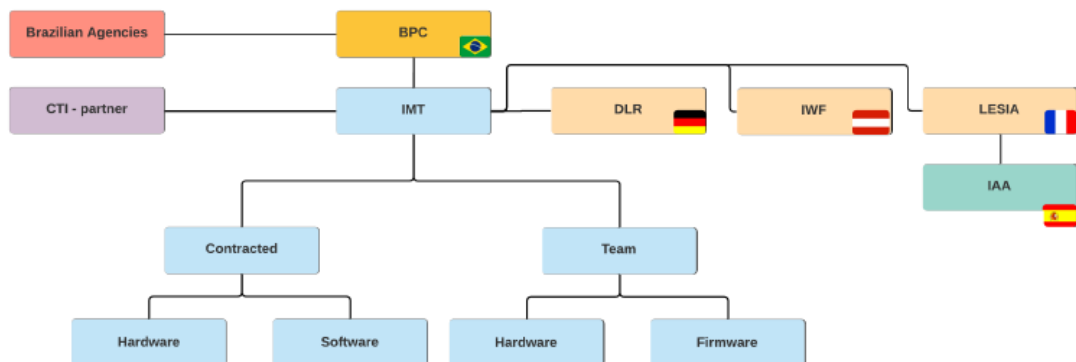 Brazilian Agencies
BPC
CTI - partner
IMT
DLR
IWF
LESIA
IAA
Contracted
Team
Hardware
Software
Hardware
Firmware